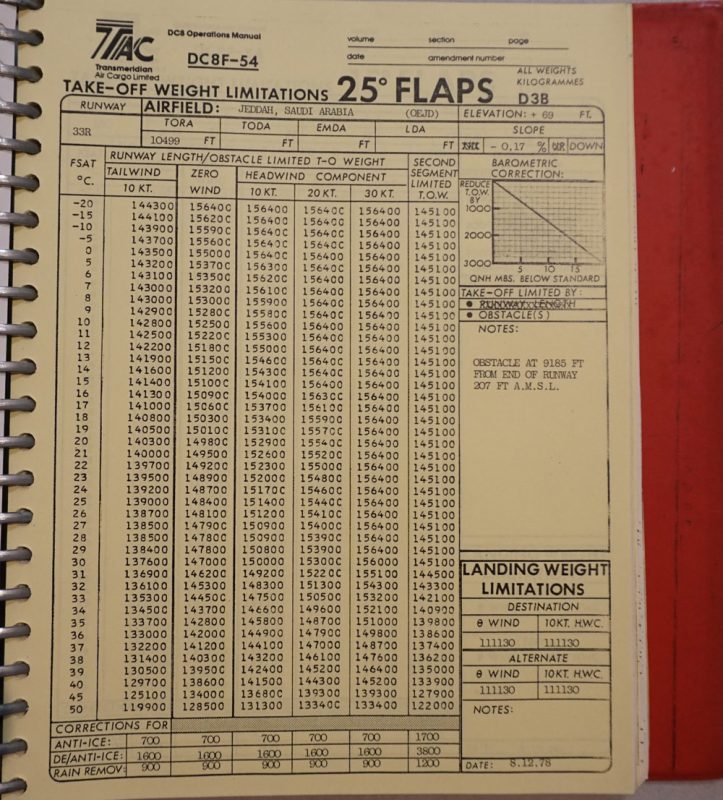 TAC
Transmeridian
Air Cargo Limited
DC8 Operations Manual
DC8F-54
volume section page
date amendment number
ALL WEIGHTS
KILOGRAMMES
TAKE-OFF WEIGHT LIMITATIONS 25° FLAPS D3B
RUNWAY AIRFIELD: JEDDAH, SAUDI ARABIA (OEJD) ELEVATION: + 69 FT.
33R TORA TODA EMDA LDA SLOPE
10499 FT FT FT FT - 0.17 % DOWN
FSAT °C.
RUNWAY LENGTH/OBSTACLE LIMITED T-O WEIGHT
TAILWIND ZERO WIND HEADWIND COMPONENT
10 KT. 10 KT. 20 KT. 30 KT.
SECOND SEGMENT LIMITED T.O.W.
-20 144300 156400 156400 156400 156400 145100
-15 144100 156200 156400 156400 156400 145100
-10 143900 155900 156400 156400 156400 145100
-5 143700 155600 156400 156400 156400 145100
0 143500 155000 156400 156400 156400 145100
5 143200 153700 156300 156400 156400 145100
6 143100 153500 156200 156400 156400 145100
7 143000 153200 156100 156400 156400 145100
8 143000 153000 155900 156400 156400 145100
9 142900 152800 155800 156400 156400 145100
10 142800 152500 155600 156400 156400 145100
11 142500 152200 155300 156400 156400 145100
12 142200 151800 155000 156400 156400 145100
13 141900 151500 154600 156400 156400 145100
14 141600 151200 154300 156400 156400 145100
15 141400 151000 154100 156400 156400 145100
16 141300 150900 154000 156300 156400 145100
17 141000 150600 153700 156100 156400 145100
18 140800 150300 153400 155900 156400 145100
19 140500 150100 153100 155700 156400 145100
20 140300 149800 152900 155400 156400 145100
21 140000 149500 152600 155200 156400 145100
22 139700 149200 152300 155000 156400 145100
23 139500 148900 152000 154800 156400 145100
24 139200 148700 151700 154600 156400 145100
25 139000 148400 151400 154400 156400 145100
26 138700 148100 151200 154100 156400 145100
27 138500 147900 150900 154000 156400 145100
28 138500 147800 150900 153900 156400 145100
29 138400 147800 150800 153900 156400 145100
30 137600 147000 150000 153000 156000 145100
31 136900 146200 149200 152200 155100 144500
32 136100 145300 148300 151300 154300 143300
33 135300 144500 147500 150500 153200 142100
34 134500 143700 146600 149600 152100 140900
35 133700 142800 145800 148700 151000 139800
36 133000 142000 144900 147900 149800 138600
37 132200 141200 144100 147000 148700 137400
38 131400 140300 143200 146100 147600 136200
39 130500 139500 142400 145200 146400 135000
40 129700 138600 141500 144300 145200 133900
45 125100 134000 136800 139300 139300 127900
50 119900 128500 131300 133400 133400 122000
CORRECTIONS FOR
ANTI-ICE: 700 700 700 700 700 1700
DE/ANTI-ICE: 1600 1600 1600 1600 1600 3800
RAIN REMOV: 900 900 900 900 900 1200
BAROMETRIC
CORRECTION:
REDUCE
T.O.W.
BY
1000
2000
3000
5 10 15
QNH MBS. BELOW STANDARD
TAKE-OFF LIMITED BY:
• RUNWAY LENGTH
• OBSTACLE(S)
NOTES:
OBSTACLE AT 9185 FT
FROM END OF RUNWAY
207 FT A.M.S.L.
LANDING WEIGHT
LIMITATIONS
DESTINATION
θ WIND 10KT. H.W.C.
111130 111130
ALTERNATE
θ WIND 10KT. H.W.C.
111130 111130
NOTES:
DATE: 8.12.78